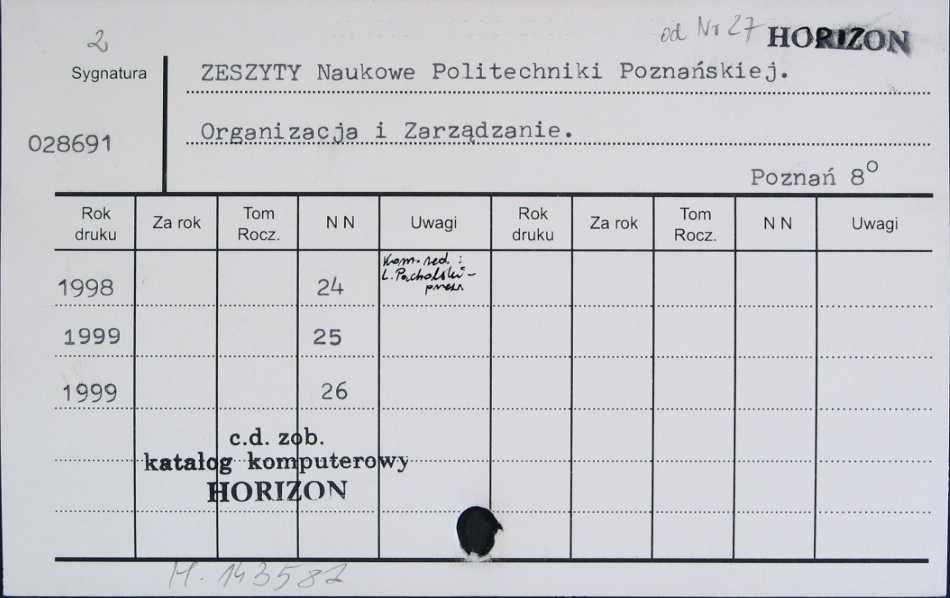 2
od Nr 27 HORIZON
Sygnatura
ZESZYTY Naukowe Politechniki Poznańskiej.
028691
Organizacja i Zarządzanie.
Poznań 8°
Rok druku Za rok Tom Rocz. N N Uwagi Rok druku Za rok Tom Rocz. N N Uwagi
Kom. red. :
L. Pacholski -
1998 24
1999 25
1999 26
c.d. zob.
katalog komputerowy
HORIZON